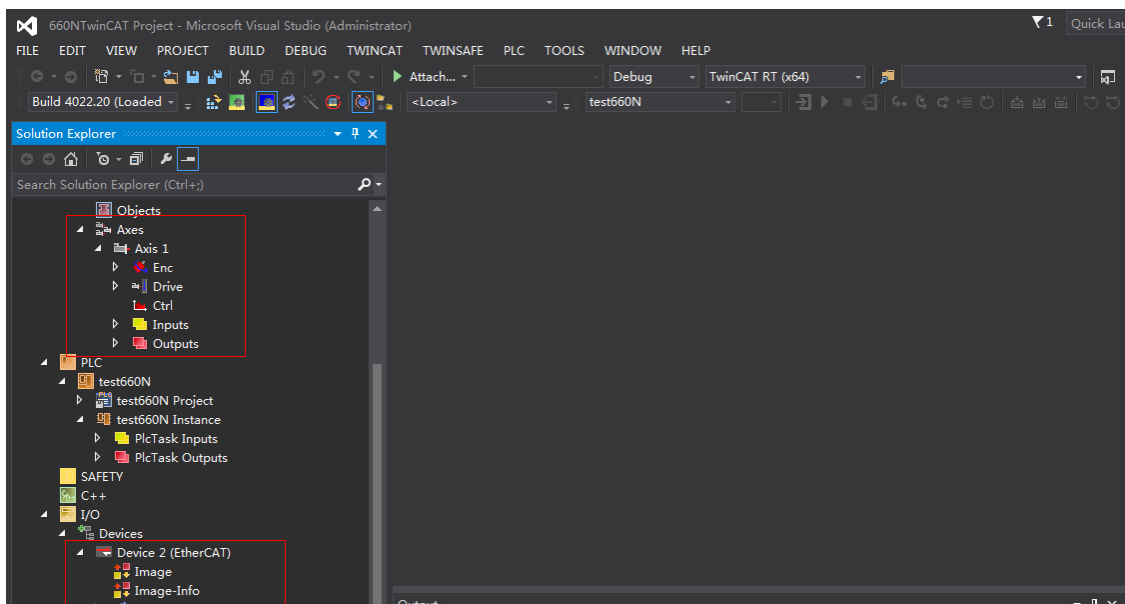 660NTwinCAT Project - Microsoft Visual Studio (Administrator)
1
Quick Lau
FILE EDIT VIEW PROJECT BUILD DEBUG TWINCAT TWINSAFE PLC TOOLS WINDOW HELP
Attach... Debug TwinCAT RT (x64)
Build 4022.20 (Loaded <Local> test660N
Solution Explorer
Search Solution Explorer (Ctrl+;)
Objects
Axes
Axis 1
Enc
Drive
Ctrl
Inputs
Outputs
PLC
test660N
test660N Project
test660N Instance
PlcTask Inputs
PlcTask Outputs
SAFETY
C++
I/O
Devices
Device 2 (EtherCAT)
Image
Image-Info
Output